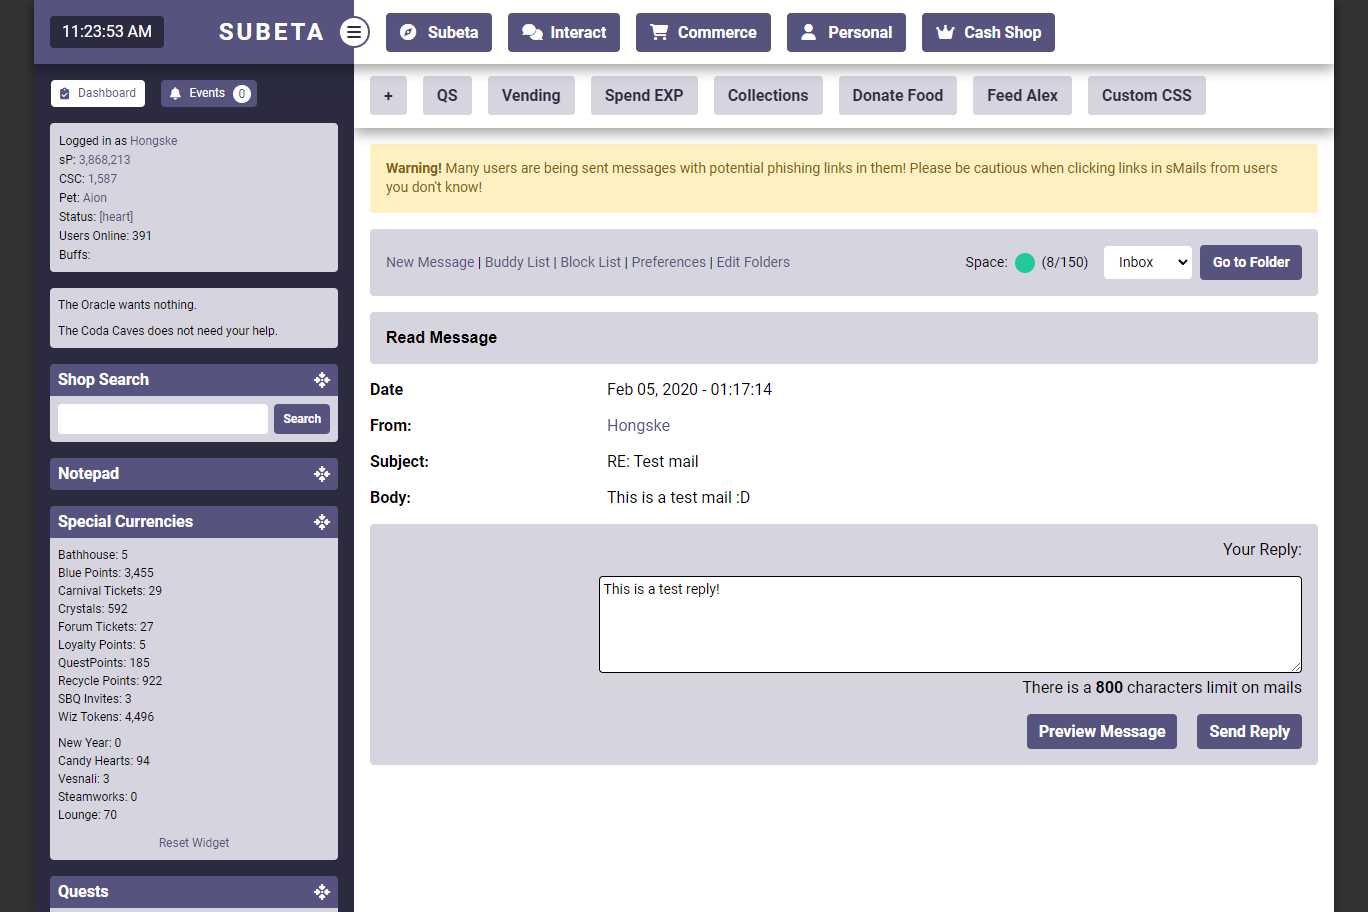 11:23:53 AM
SUBETA
Subeta
Interact
Commerce
Personal
Cash Shop
+
QS
Vending
Spend EXP
Collections
Donate Food
Feed Alex
Custom CSS
Dashboard
Events 0
Logged in as Hongske
sP: 3,868,213
CSC: 1,587
Pet: Aion
Status: [heart]
Users Online: 391
Buffs:
The Oracle wants nothing.
The Coda Caves does not need your help.
Shop Search
Search
Notepad
Special Currencies
Bathhouse: 5
Blue Points: 3,455
Carnival Tickets: 29
Crystals: 592
Forum Tickets: 27
Loyalty Points: 5
QuestPoints: 185
Recycle Points: 922
SBQ Invites: 3
Wiz Tokens: 4,496
New Year: 0
Candy Hearts: 94
Vesnali: 3
Steamworks: 0
Lounge: 70
Reset Widget
Quests
Warning! Many users are being sent messages with potential phishing links in them! Please be cautious when clicking links in sMails from users
you don't know!
New Message | Buddy List | Block List | Preferences | Edit Folders
Space: (8/150)
Inbox
Go to Folder
Read Message
Date Feb 05, 2020 - 01:17:14
From: Hongske
Subject: RE: Test mail
Body: This is a test mail :D
Your Reply:
This is a test reply!
There is a 800 characters limit on mails
Preview Message
Send Reply